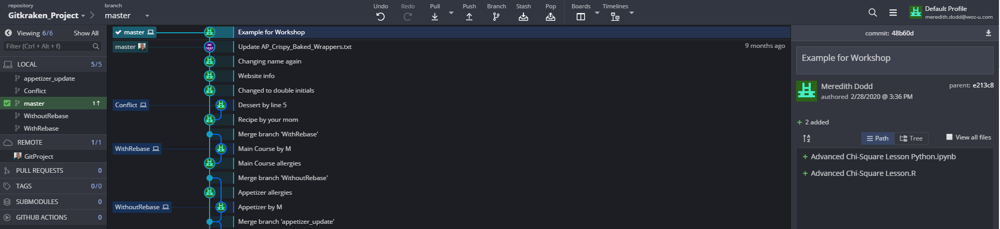 repository
Gitkraken_Project
branch
master
Undo
Redo
Pull
Push
Branch
Stash
Pop
Boards
Timelines
Default Profile
meredith.dodd@woz-u.com
Viewing 6/6
Show All
Filter (Ctrl + Alt + f)
LOCAL 5/5
appetizer_update
Conflict
master 1↑
WithoutRebase
WithRebase
REMOTE 1/1
GitProject
PULL REQUESTS 0
TAGS 0/0
SUBMODULES 0
GITHUB ACTIONS 0
master Example for Workshop
master Update AP_Crispy_Baked_Wrappers.txt 9 months ago
Changing name again
Website info
Changed to double initials
Conflict Dessert by line 5
Recipe by your mom
Merge branch 'WithRebase'
WithRebase Main Course by M
Main Course allergies
Merge branch 'WithoutRebase'
Appetizer allergies
WithoutRebase Appetizer by M
Merge branch 'appetizer_update'
commit: 48b60d
Example for Workshop
Meredith Dodd
parent: e213c8
authored 2/28/2020 @ 3:36 PM
+ 2 added
A
Z
Path
Tree
View all files
+ Advanced Chi-Square Lesson Python.ipynb
+ Advanced Chi-Square Lesson.R